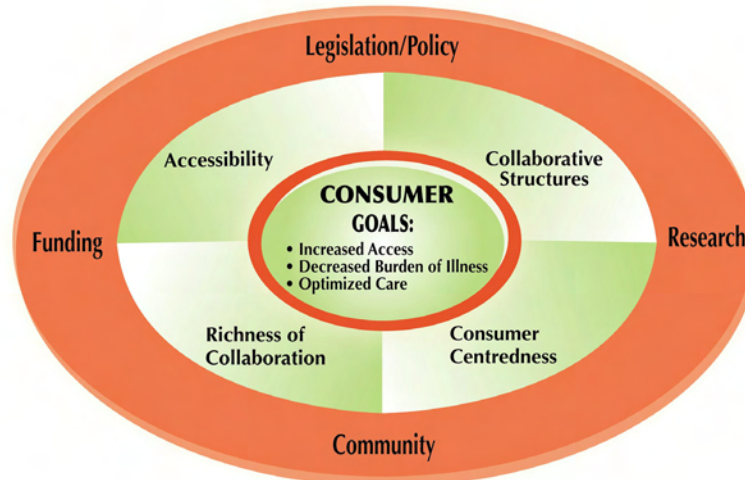 Legislation/Policy
Accessibility
Collaborative
Structures
CONSUMER
GOALS:
• Increased Access
• Decreased Burden of Illness
• Optimized Care
Funding
Research
Richness of
Collaboration
Consumer
Centredness
Community